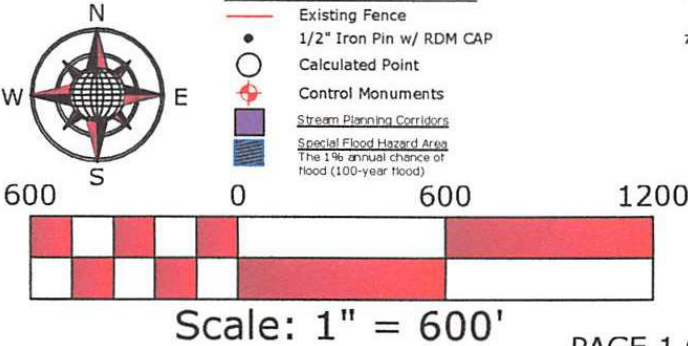 N
W
E
S
Existing Fence
1/2" Iron Pin w/ RDM CAP
Calculated Point
Control Monuments
Stream Planning Corridors
Special Flood Hazard Area
The 1% annual chance of
flood (100-year flood)
600 0 600 1200
Scale: 1" = 600'
PAGE 1